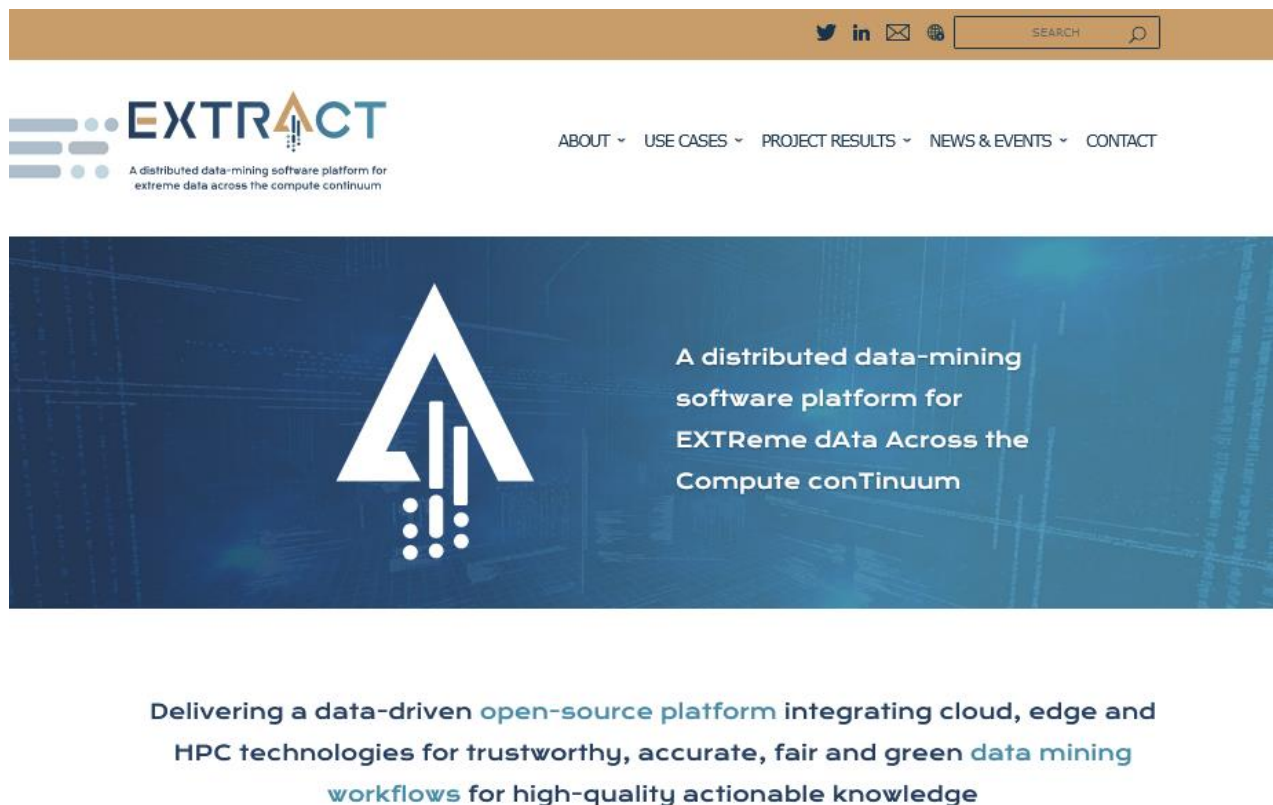 SEARCH
EXTRACT
A distributed data-mining software platform for
extreme data across the compute continuum
ABOUT
USE CASES
PROJECT RESULTS
NEWS & EVENTS
CONTACT
A distributed data-mining
software platform for
EXTReme dAta Across the
Compute conTinuum
Delivering a data-driven open-source platform integrating cloud, edge and
HPC technologies for trustworthy, accurate, fair and green data mining
workflows for high-quality actionable knowledge